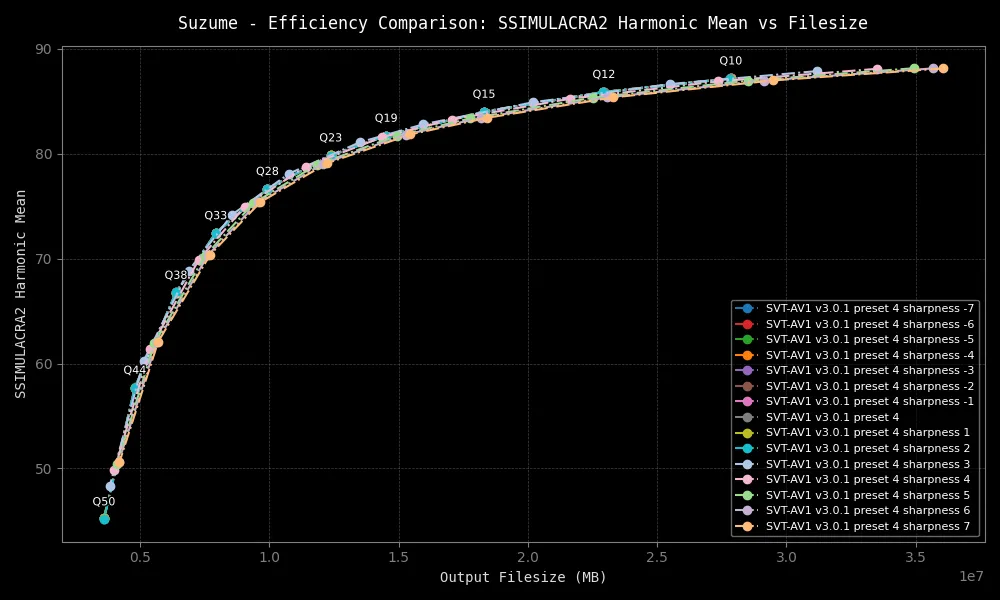 Suzume - Efficiency Comparison: SSIMULACRA2 Harmonic Mean vs Filesize
SSIMULACRA2 Harmonic Mean
90
80
70
60
50
Q10
Q12
Q15
Q19
Q23
Q28
Q33
Q38
Q44
Q50
SVT-AV1 v3.0.1 preset 4 sharpness -7
SVT-AV1 v3.0.1 preset 4 sharpness -6
SVT-AV1 v3.0.1 preset 4 sharpness -5
SVT-AV1 v3.0.1 preset 4 sharpness -4
SVT-AV1 v3.0.1 preset 4 sharpness -3
SVT-AV1 v3.0.1 preset 4 sharpness -2
SVT-AV1 v3.0.1 preset 4 sharpness -1
SVT-AV1 v3.0.1 preset 4
SVT-AV1 v3.0.1 preset 4 sharpness 1
SVT-AV1 v3.0.1 preset 4 sharpness 2
SVT-AV1 v3.0.1 preset 4 sharpness 3
SVT-AV1 v3.0.1 preset 4 sharpness 4
SVT-AV1 v3.0.1 preset 4 sharpness 5
SVT-AV1 v3.0.1 preset 4 sharpness 6
SVT-AV1 v3.0.1 preset 4 sharpness 7
0.5 1.0 1.5 2.0 2.5 3.0 3.5
1e7
Output Filesize (MB)